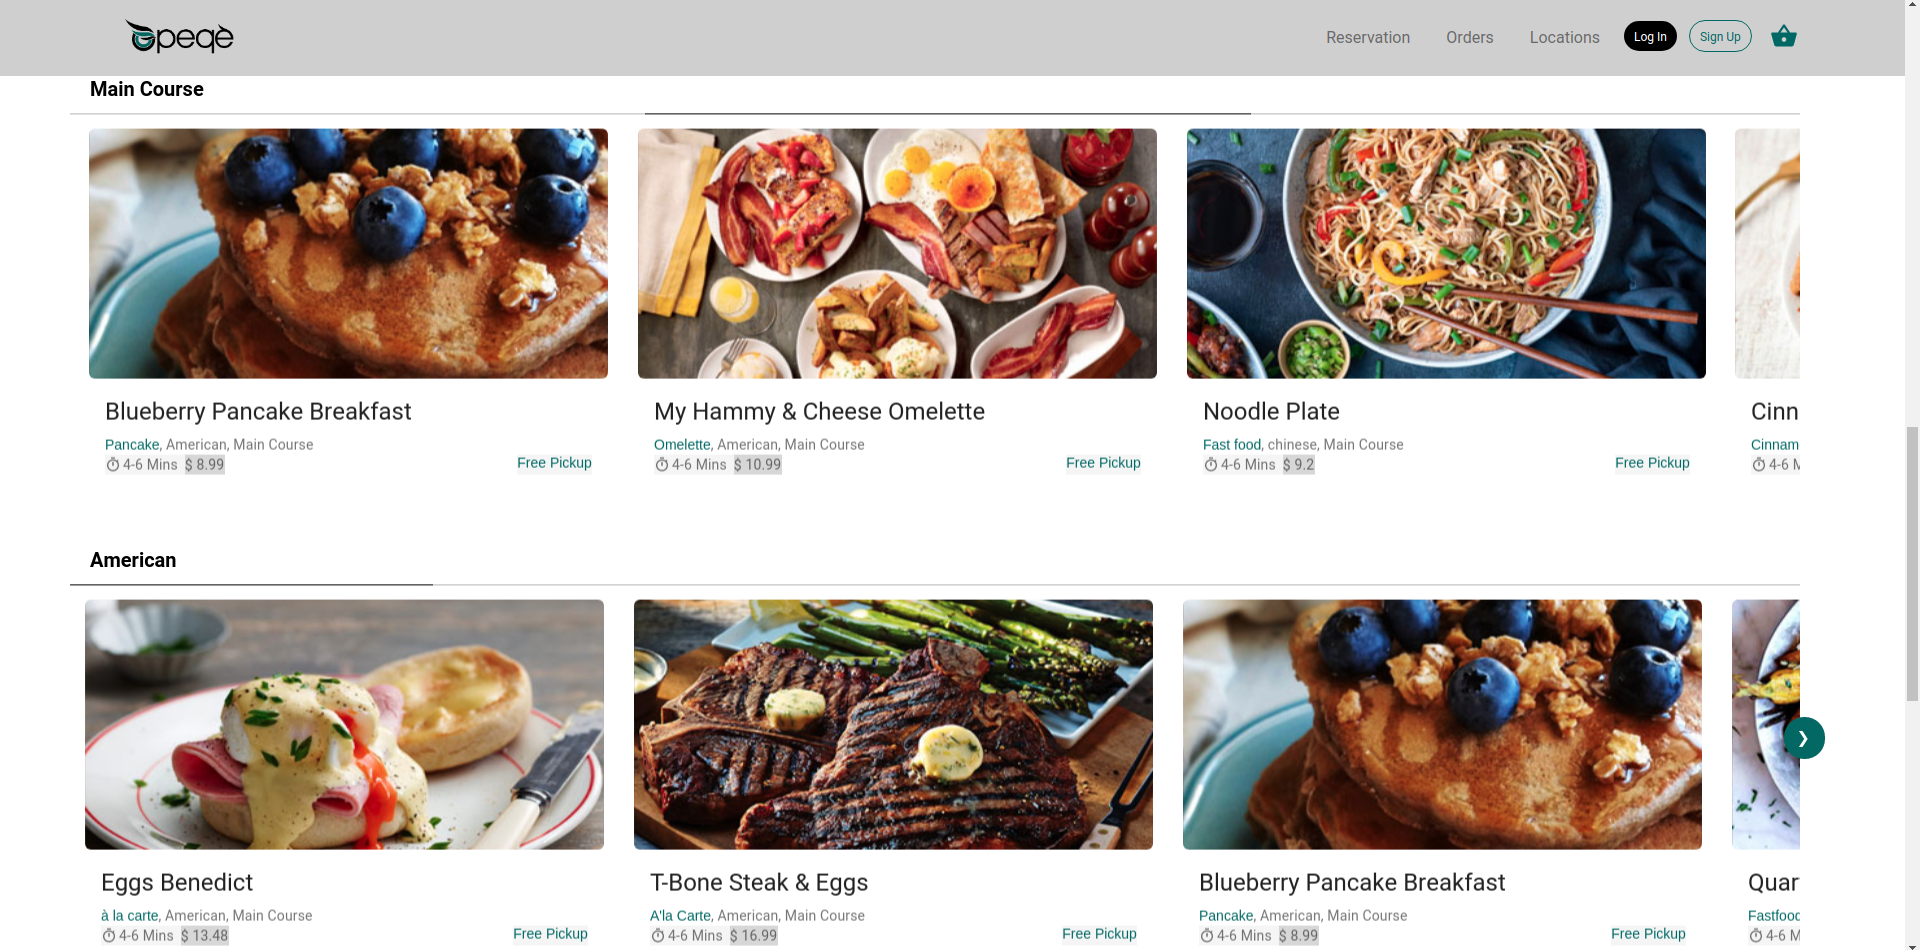 peqè
Reservation
Orders
Locations
Log In
Sign Up
Main Course
Blueberry Pancake Breakfast
Pancake, American, Main Course
4-6 Mins $ 8.99
Free Pickup
My Hammy & Cheese Omelette
Omelette, American, Main Course
4-6 Mins $ 10.99
Free Pickup
Noodle Plate
Fast food, chinese, Main Course
4-6 Mins $ 9.2
Free Pickup
Cinn
Cinnam
4-6 M
American
Eggs Benedict
à la carte, American, Main Course
4-6 Mins $ 13.48
Free Pickup
T-Bone Steak & Eggs
A'la Carte, American, Main Course
4-6 Mins $ 16.99
Free Pickup
Blueberry Pancake Breakfast
Pancake, American, Main Course
4-6 Mins $ 8.99
Free Pickup
Quar
Fastfood
4-6 M